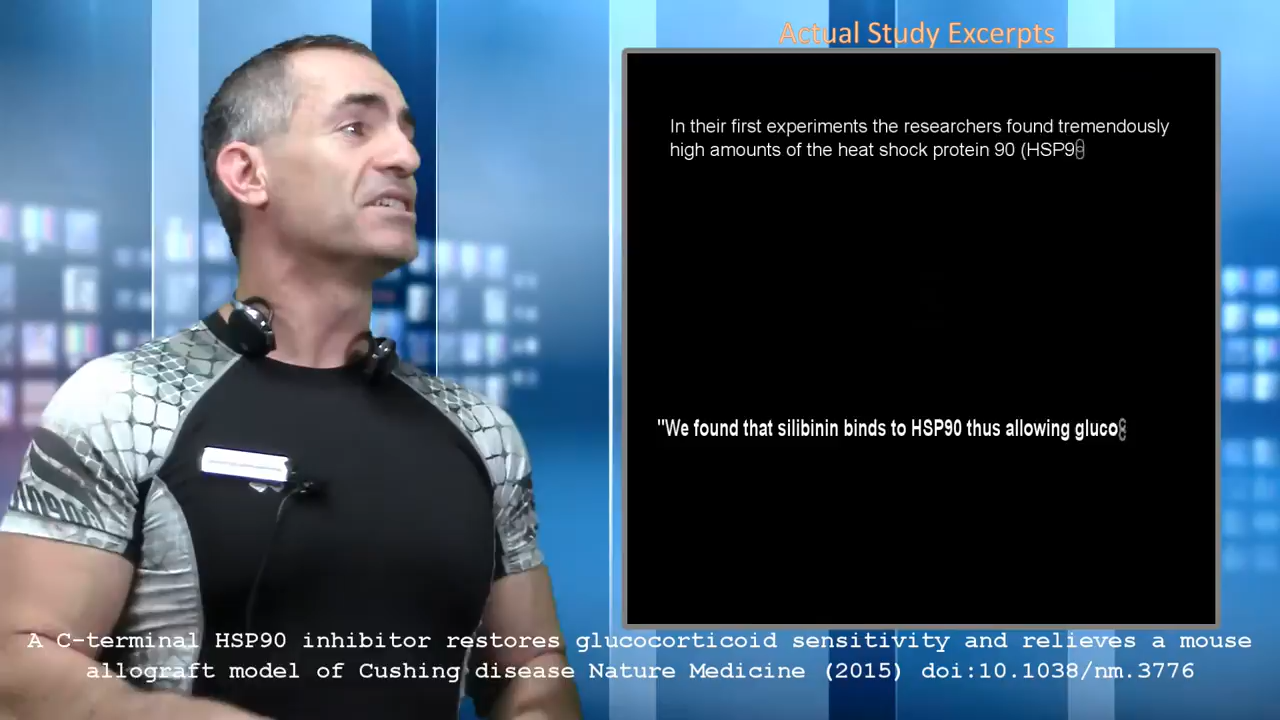 Actual Study Excerpts
In their first experiments the researchers found tremendously
high amounts of the heat shock protein 90 (HSP9
"We found that silibinin binds to HSP90 thus allowing gluco
A C-terminal HSP90 inhibitor restores glucocorticoid sensitivity and relieves a mouse
allograft model of Cushing disease Nature Medicine (2015) doi:10.1038/nm.3776